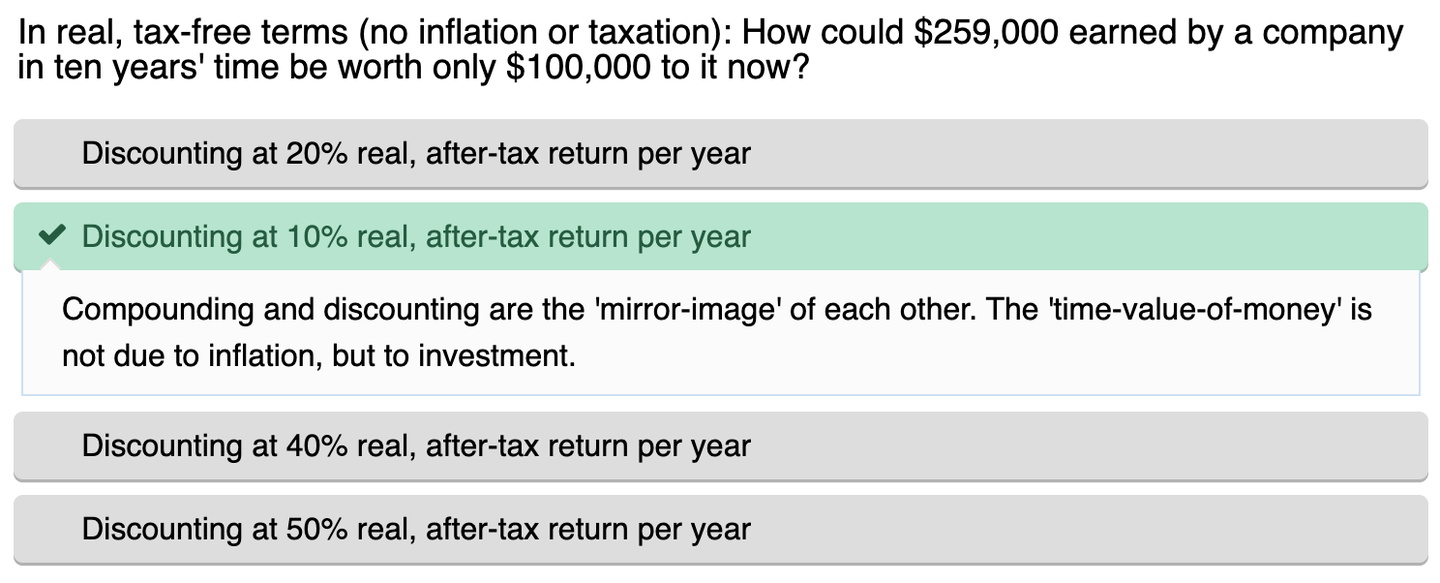 In real, tax-free terms (no inflation or taxation): How could $259,000 earned by a company
in ten years' time be worth only $100,000 to it now?
Discounting at 20% real, after-tax return per year
Discounting at 10% real, after-tax return per year
Compounding and discounting are the 'mirror-image' of each other. The 'time-value-of-money' is
not due to inflation, but to investment.
Discounting at 40% real, after-tax return per year
Discounting at 50% real, after-tax return per year